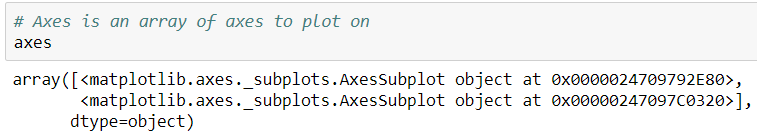 # Axes is an array of axes to plot on
axes
array([<matplotlib.axes._subplots.AxesSubplot object at 0x0000024709792E80>,
       <matplotlib.axes._subplots.AxesSubplot object at 0x00000247097C0320>],
      dtype=object)